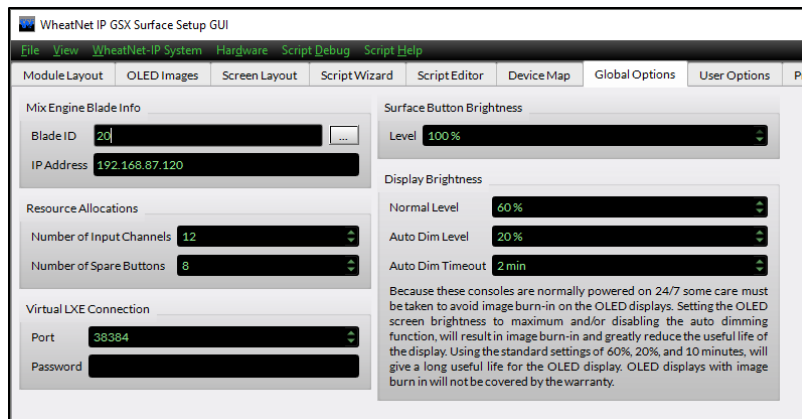 WheatNet IP GSX Surface Setup GUI
File View WheatNet-IP System Hardware Script Debug Script Help
Module Layout OLED Images Screen Layout Script Wizard Script Editor Device Map Global Options User Options
Mix Engine Blade Info
Blade ID 20 ...
IP Address 192.168.87.120
Resource Allocations
Number of Input Channels 12
Number of Spare Buttons 8
Virtual LXE Connection
Port 38384
Password
Surface Button Brightness
Level 100 %
Display Brightness
Normal Level 60 %
Auto Dim Level 20 %
Auto Dim Timeout 2 min
Because these consoles are normally powered on 24/7 some care must
be taken to avoid image burn-in on the OLED displays. Setting the OLED
screen brightness to maximum and/or disabling the auto dimming
function, will result in image burn-in and greatly reduce the useful life of
the display. Using the standard settings of 60%, 20%, and 10 minutes, will
give a long useful life for the OLED display. OLED displays with image
burn in will not be covered by the warranty.